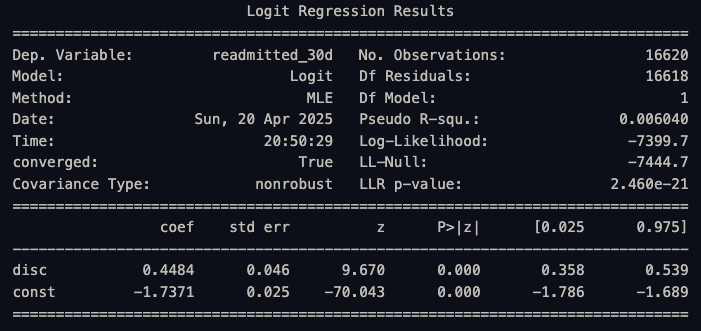 Logit Regression Results
==============================================================================
Dep. Variable: readmitted_30d No. Observations: 16620
Model: Logit Df Residuals: 16618
Method: MLE Df Model: 1
Date: Sun, 20 Apr 2025 Pseudo R-squ.: 0.006040
Time: 20:50:29 Log-Likelihood: -7399.7
converged: True LL-Null: -7444.7
Covariance Type: nonrobust LLR p-value: 2.460e-21
==============================================================================
coef std err z P>|z| [0.025 0.975]
------------------------------------------------------------------------------
disc 0.4484 0.046 9.670 0.000 0.358 0.539
const -1.7371 0.025 -70.043 0.000 -1.786 -1.689
==============================================================================